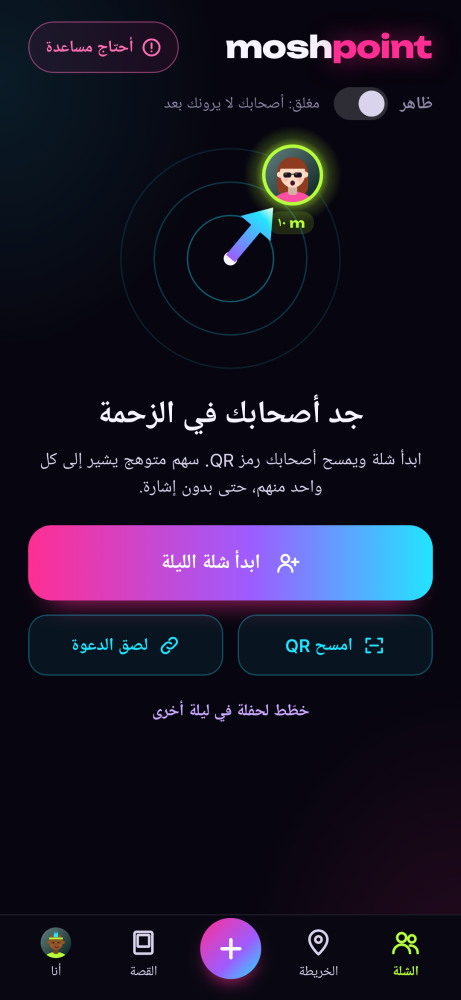 moshpoint
أحتاج مساعدة
ظاهر
مغلق: أصحابك لا يرونك بعد
١٠ m
جد أصحابك في الزحمة
ابدأ شلة ويمسح أصحابك رمز QR. سهم متوهج يشير إلى كل
واحد منهم، حتى بدون إشارة.
ابدأ شلة الليلة
امسح QR
لصق الدعوة
خطّط لحفلة في ليلة أخرى
الشلة
الخريطة
القصة
أنا